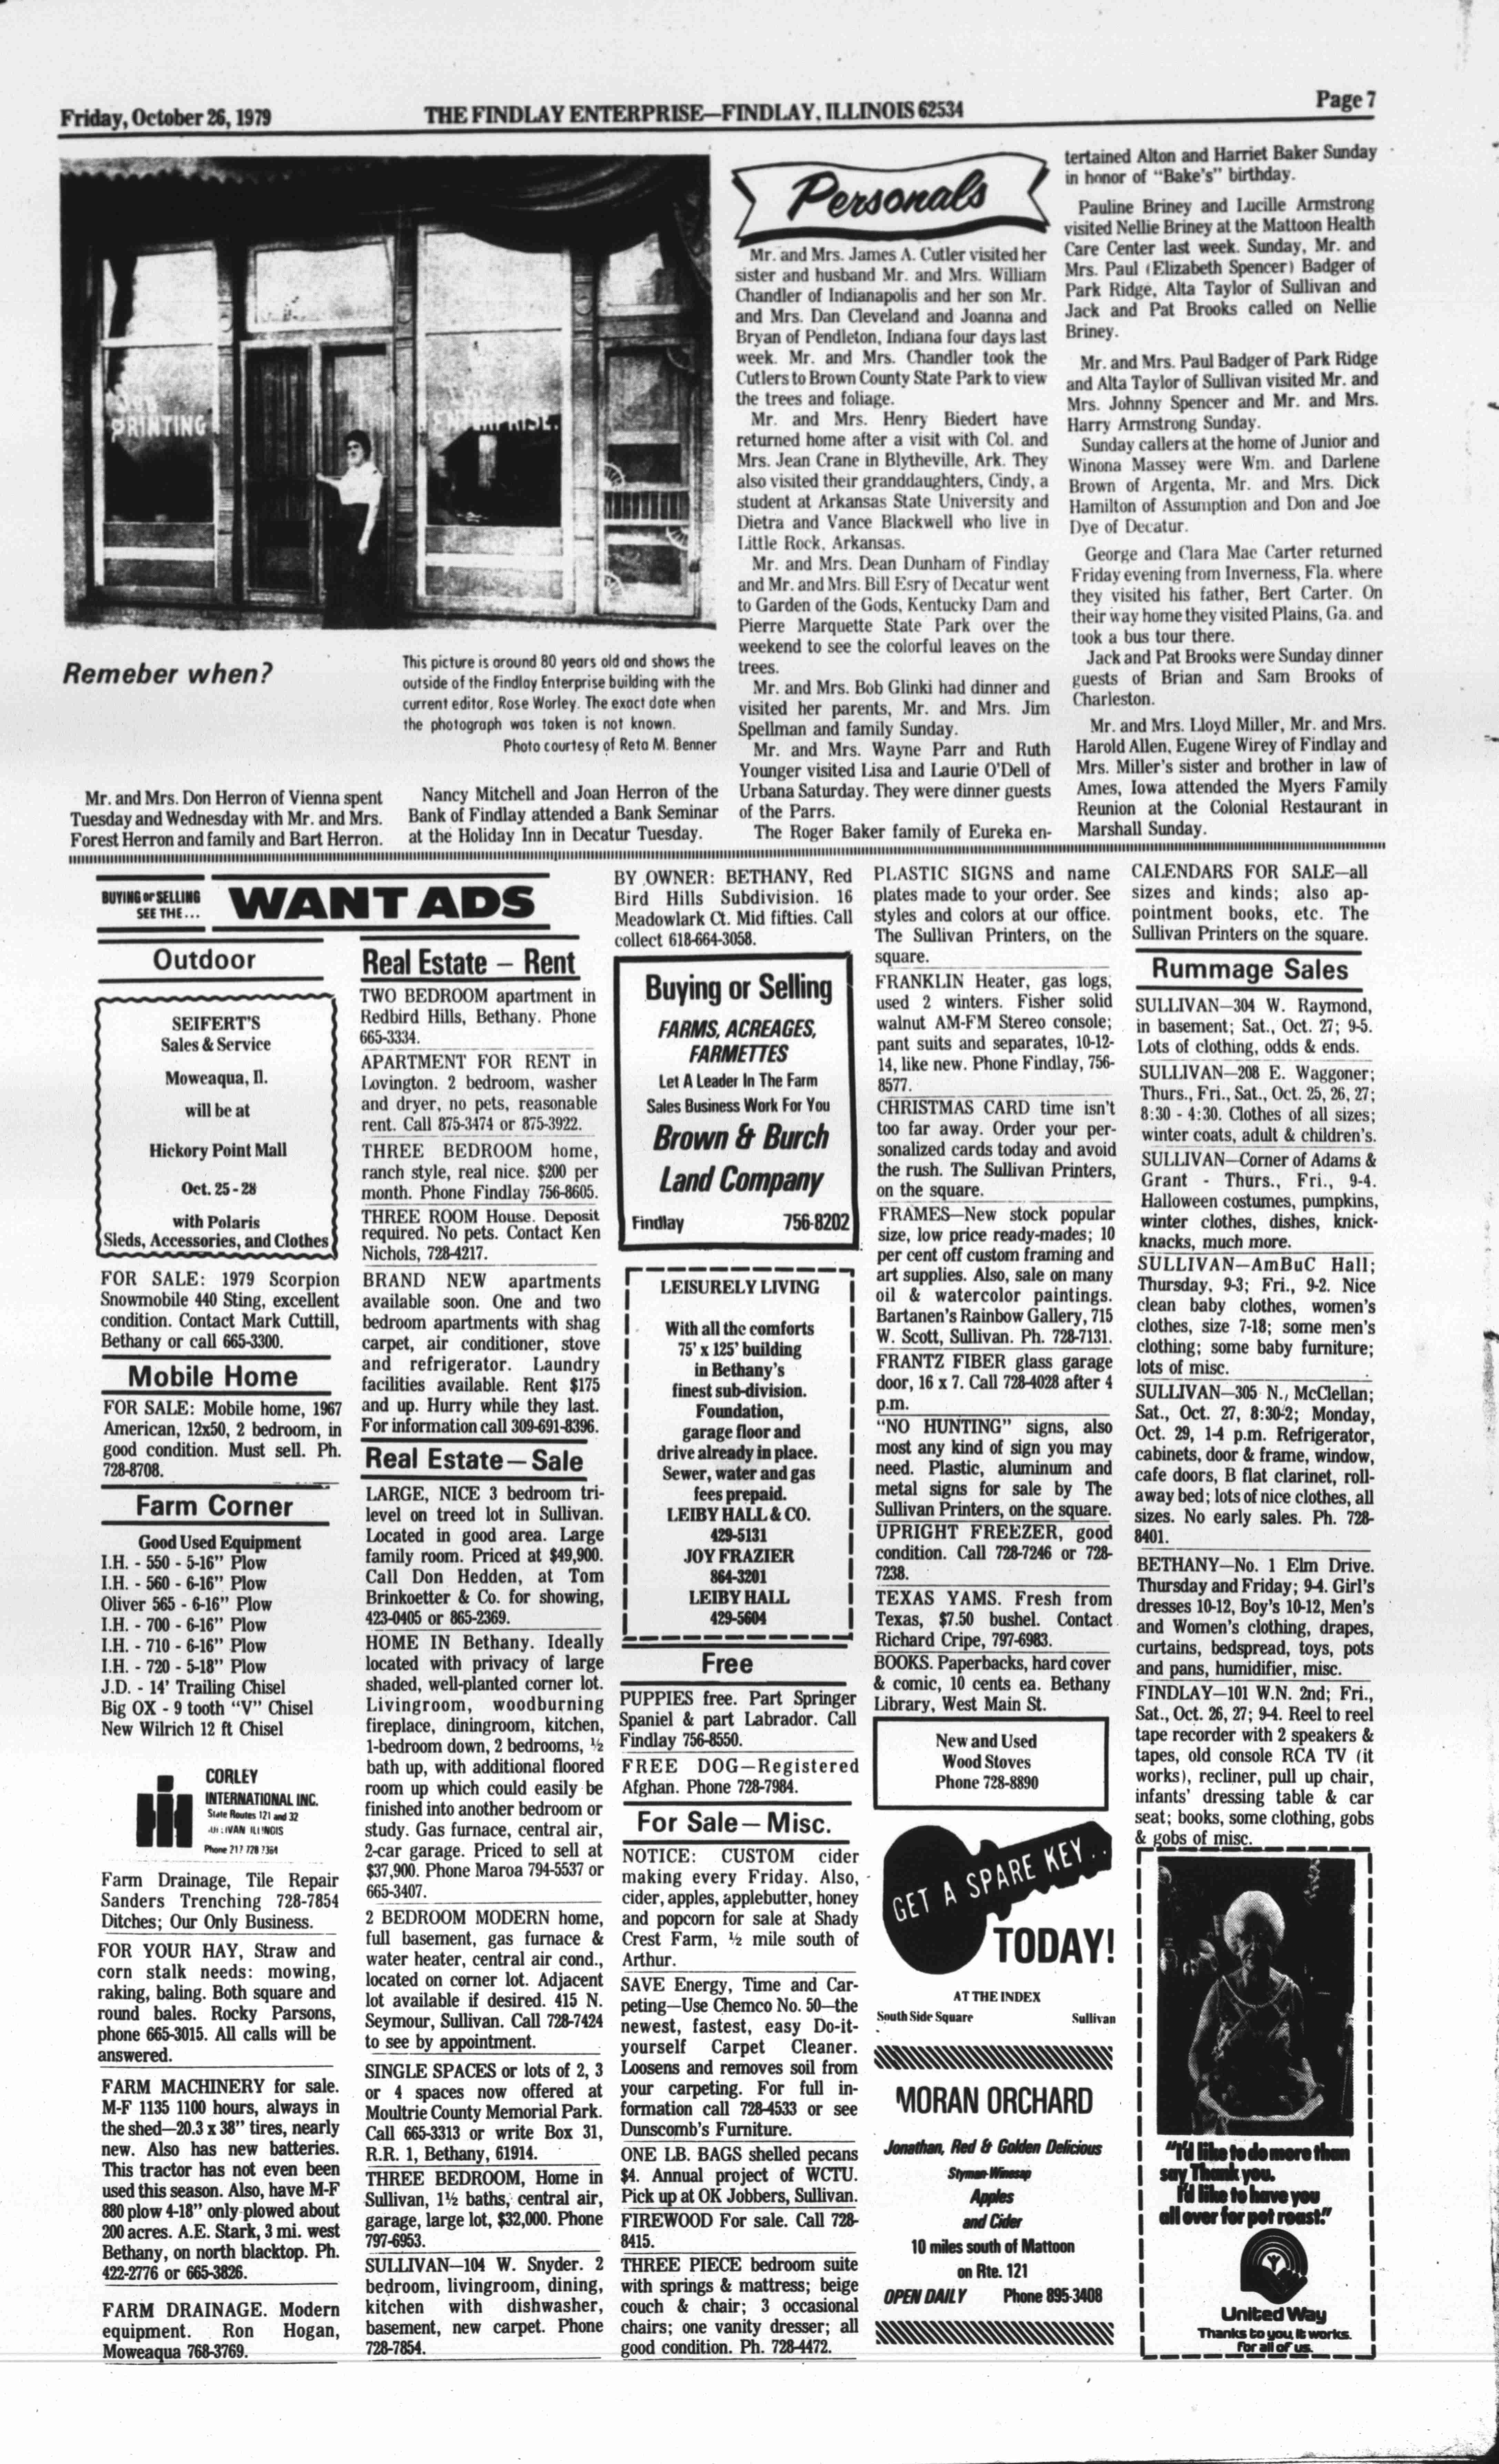 Friday, October 26, 1979
THE FINDLAY ENTERPRISE—FINDLAY, ILLINOIS 62534
Page 7
PRINTING
ENTERPRISE.
Remeber when?
This picture is around 80 years old and shows the
outside of the Findlay Enterprise building with the
current editor, Rose Worley. The exact date when
the photograph was taken is not known.
Photo courtesy of Reta M. Benner
Mr. and Mrs. Don Herron of Vienna spent
Tuesday and Wednesday with Mr. and Mrs.
Forest Herron and family and Bart Herron.
Nancy Mitchell and Joan Herron of the
Bank of Findlay attended a Bank Seminar
at the Holiday Inn in Decatur Tuesday.
Personals
Mr. and Mrs. James A. Cutler visited her
sister and husband Mr. and Mrs. William
Chandler of Indianapolis and her son Mr.
and Mrs. Dan Cleveland and Joanna and
Bryan of Pendleton, Indiana four days last
week. Mr. and Mrs. Chandler took the
Cutlers to Brown County State Park to view
the trees and foliage.
Mr. and Mrs. Henry Biedert have
returned home after a visit with Col. and
Mrs. Jean Crane in Blytheville, Ark. They
also visited their granddaughters, Cindy, a
student at Arkansas State University and
Dietra and Vance Blackwell who live in
Little Rock, Arkansas.
Mr. and Mrs. Dean Dunham of Findlay
and Mr. and Mrs. Bill Esry of Decatur went
to Garden of the Gods, Kentucky Dam and
Pierre Marquette State Park over the
weekend to see the colorful leaves on the
trees.
Mr. and Mrs. Bob Glinki had dinner and
visited her parents, Mr. and Mrs. Jim
Spellman and family Sunday.
Mr. and Mrs. Wayne Parr and Ruth
Younger visited Lisa and Laurie O'Dell of
Urbana Saturday. They were dinner guests
of the Parrs.
The Roger Baker family of Eureka en-
tertained Alton and Harriet Baker Sunday
in honor of "Bake's" birthday.
Pauline Briney and Lucille Armstrong
visited Nellie Briney at the Mattoon Health
Care Center last week. Sunday, Mr. and
Mrs. Paul (Elizabeth Spencer) Badger of
Park Ridge, Alta Taylor of Sullivan and
Jack and Pat Brooks called on Nellie
Briney.
Mr. and Mrs. Paul Badger of Park Ridge
and Alta Taylor of Sullivan visited Mr. and
Mrs. Johnny Spencer and Mr. and Mrs.
Harry Armstrong Sunday.
Sunday callers at the home of Junior and
Winona Massey were Wm. and Darlene
Brown of Argenta, Mr. and Mrs. Dick
Hamilton of Assumption and Don and Joe
Dye of Decatur.
George and Clara Mae Carter returned
Friday evening from Inverness, Fla. where
they visited his father, Bert Carter. On
their way home they visited Plains, Ga. and
took a bus tour there.
Jack and Pat Brooks were Sunday dinner
guests of Brian and Sam Brooks of
Charleston.
Mr. and Mrs. Lloyd Miller, Mr. and Mrs.
Harold Allen, Eugene Wirey of Findlay and
Mrs. Miller's sister and brother in law of
Ames, Iowa attended the Myers Family
Reunion at the Colonial Restaurant in
Marshall Sunday.
BUYING or SELLING
SEE THE...
WANT ADS
Outdoor
SEIFERT'S
Sales & Service
Moweaqua, Il.
will be at
Hickory Point Mall
Oct. 25 - 28
with Polaris
Sleds, Accessories, and Clothes
FOR SALE: 1979 Scorpion
Snowmobile 440 Sting, excellent
condition. Contact Mark Cuttill,
Bethany or call 665-3300.
Mobile Home
FOR SALE: Mobile home, 1967
American, 12x50, 2 bedroom, in
good condition. Must sell. Ph.
728-8708.
Farm Corner
Good Used Equipment
I.H. - 550 - 5-16" Plow
I.H. - 560 - 6-16" Plow
Oliver 565 - 6-16" Plow
I.H. - 700 - 6-16" Plow
I.H. - 710 - 6-16" Plow
I.H. - 720 - 5-18" Plow
J.D. - 14' Trailing Chisel
Big OX - 9 tooth "V" Chisel
New Wilrich 12 ft Chisel
CORLEY
INTERNATIONAL INC.
State Routes 121 and 32
ILLINOIS
Phone 217 728 7364
Farm Drainage, Tile Repair
Sanders Trenching 728-7854
Ditches; Our Only Business.
FOR YOUR HAY, Straw and
corn stalk needs: mowing,
raking, baling. Both square and
round bales. Rocky Parsons,
phone 665-3015. All calls will be
answered.
FARM MACHINERY for sale.
M-F 1135 1100 hours, always in
the shed—20.3 x 38" tires, nearly
new. Also has new batteries.
This tractor has not even been
used this season. Also, have M-F
880 plow 4-18" only plowed about
200 acres. A.E. Stark, 3 mi. west
Bethany, on north blacktop. Ph.
422-2776 or 665-3826.
FARM DRAINAGE. Modern
equipment. Ron Hogan,
Moweaqua 768-3769.
Real Estate — Rent
TWO BEDROOM apartment in
Redbird Hills, Bethany. Phone
665-3334.
APARTMENT FOR RENT in
Lovington. 2 bedroom, washer
and dryer, no pets, reasonable
rent. Call 875-3474 or 875-3922.
THREE BEDROOM home,
ranch style, real nice. $200 per
month. Phone Findlay 756-8605.
THREE ROOM House. Deposit
required. No pets. Contact Ken
Nichols, 728-4217.
BRAND NEW apartments
available soon. One and two
bedroom apartments with shag
carpet, air conditioner, stove
and refrigerator. Laundry
facilities available. Rent $175
and up. Hurry while they last.
For information call 309-691-8396.
Real Estate—Sale
LARGE, NICE 3 bedroom tri-
level on treed lot in Sullivan.
Located in good area. Large
family room. Priced at $49,900.
Call Don Hedden, at Tom
Brinkoetter & Co. for showing,
423-0405 or 865-2369.
HOME IN Bethany. Ideally
located with privacy of large
shaded, well-planted corner lot.
Livingroom, woodburning
fireplace, diningroom, kitchen,
1-bedroom down, 2 bedrooms, ½
bath up, with additional floored
room up which could easily be
finished into another bedroom or
study. Gas furnace, central air,
2-car garage. Priced to sell at
$37,900. Phone Maroa 794-5537 or
665-3407.
2 BEDROOM MODERN home,
full basement, gas furnace &
water heater, central air cond.,
located on corner lot. Adjacent
lot available if desired. 415 N.
Seymour, Sullivan. Call 728-7424
to see by appointment.
SINGLE SPACES or lots of 2, 3
or 4 spaces now offered at
Moultrie County Memorial Park.
Call 665-3313 or write Box 31,
R.R. 1, Bethany, 61914.
THREE BEDROOM, Home in
Sullivan, 1½ baths, central air,
garage, large lot, $32,000. Phone
797-6953.
SULLIVAN—104 W. Snyder. 2
bedroom, livingroom, dining,
kitchen with dishwasher,
basement, new carpet. Phone
728-7854.
BY OWNER: BETHANY, Red
Bird Hills Subdivision. 16
Meadowlark Ct. Mid fifties. Call
collect 618-664-3058.
Buying or Selling
FARMS, ACREAGES,
FARMETTES
Let A Leader In The Farm
Sales Business Work For You
Brown & Burch
Land Company
Findlay 756-8202
LEISURELY LIVING
With all the comforts
75' x 125' building
in Bethany's
finest sub-division.
Foundation,
garage floor and
drive already in place.
Sewer, water and gas
fees prepaid.
LEIBY HALL & CO.
429-5131
JOY FRAZIER
864-3201
LEIBY HALL
429-5604
Free
PUPPIES free. Part Springer
Spaniel & part Labrador. Call
Findlay 756-8550.
FREE DOG—Registered
Afghan. Phone 728-7984.
For Sale—Misc.
NOTICE: CUSTOM cider
making every Friday. Also,
cider, apples, applebutter, honey
and popcorn for sale at Shady
Crest Farm, ½ mile south of
Arthur.
SAVE Energy, Time and Car-
peting—Use Chemco No. 50—the
newest, fastest, easy Do-it-
yourself Carpet Cleaner.
Loosens and removes soil from
your carpeting. For full in-
formation call 728-4533 or see
Dunscomb's Furniture.
ONE LB. BAGS shelled pecans
$4. Annual project of WCTU.
Pick up at OK Jobbers, Sullivan.
FIREWOOD For sale. Call 728-
8415.
THREE PIECE bedroom suite
with springs & mattress; beige
couch & chair; 3 occasional
chairs; one vanity dresser; all
good condition. Ph. 728-4472.
PLASTIC SIGNS and name
plates made to your order. See
styles and colors at our office.
The Sullivan Printers, on the
square.
FRANKLIN Heater, gas logs,
used 2 winters. Fisher solid
walnut AM-FM Stereo console;
pant suits and separates, 10-12-
14, like new. Phone Findlay, 756-
8577.
CHRISTMAS CARD time isn't
too far away. Order your per-
sonalized cards today and avoid
the rush. The Sullivan Printers,
on the square.
FRAMES—New stock popular
size, low price ready-mades; 10
per cent off custom framing and
art supplies. Also, sale on many
oil & watercolor paintings.
Bartanen's Rainbow Gallery, 715
W. Scott, Sullivan. Ph. 728-7131.
FRANTZ FIBER glass garage
door, 16 x 7. Call 728-4028 after 4
p.m.
"NO HUNTING" signs, also
most any kind of sign you may
need. Plastic, aluminum and
metal signs for sale by The
Sullivan Printers, on the square.
UPRIGHT FREEZER, good
condition. Call 728-7246 or 728-
7238.
TEXAS YAMS. Fresh from
Texas, $7.50 bushel. Contact
Richard Cripe, 797-6983.
BOOKS. Paperbacks, hard cover
& comic, 10 cents ea. Bethany
Library, West Main St.
New and Used
Wood Stoves
Phone 728-8890
GET A SPARE KEY..
TODAY!
AT THE INDEX
South Side Square Sullivan
MORAN ORCHARD
Jonathan, Red & Golden Delicious
Styman-Winesap
Apples
and Cider
10 miles south of Mattoon
on Rte. 121
OPEN DAILY Phone 895-3408
CALENDARS FOR SALE—all
sizes and kinds; also ap-
pointment books, etc. The
Sullivan Printers on the square.
Rummage Sales
SULLIVAN—304 W. Raymond,
in basement; Sat., Oct. 27; 9-5.
Lots of clothing, odds & ends.
SULLIVAN—208 E. Waggoner;
Thurs., Fri., Sat., Oct. 25, 26, 27;
8:30 - 4:30. Clothes of all sizes;
winter coats, adult & children's.
SULLIVAN—Corner of Adams &
Grant - Thurs., Fri., 9-4.
Halloween costumes, pumpkins,
winter clothes, dishes, knick-
knacks, much more.
SULLIVAN—AmBuC Hall;
Thursday, 9-3; Fri., 9-2. Nice
clean baby clothes, women's
clothes, size 7-18; some men's
clothing; some baby furniture;
lots of misc.
SULLIVAN—305 N., McClellan;
Sat., Oct. 27, 8:30-2; Monday,
Oct. 29, 1-4 p.m. Refrigerator,
cabinets, door & frame, window,
cafe doors, B flat clarinet, roll-
away bed; lots of nice clothes, all
sizes. No early sales. Ph. 728-
8401.
BETHANY—No. 1 Elm Drive.
Thursday and Friday; 9-4. Girl's
dresses 10-12, Boy's 10-12, Men's
and Women's clothing, drapes,
curtains, bedspread, toys, pots
and pans, humidifier, misc.
FINDLAY—101 W.N. 2nd; Fri.,
Sat., Oct. 26, 27; 9-4. Reel to reel
tape recorder with 2 speakers &
tapes, old console RCA TV (it
works), recliner, pull up chair,
infants' dressing table & car
seat; books, some clothing, gobs
& gobs of misc.
"I'd like to do more than
say Thank you.
I'd like to have you
all over for pot roast."
United Way
Thanks to you, it works.
For all of us.